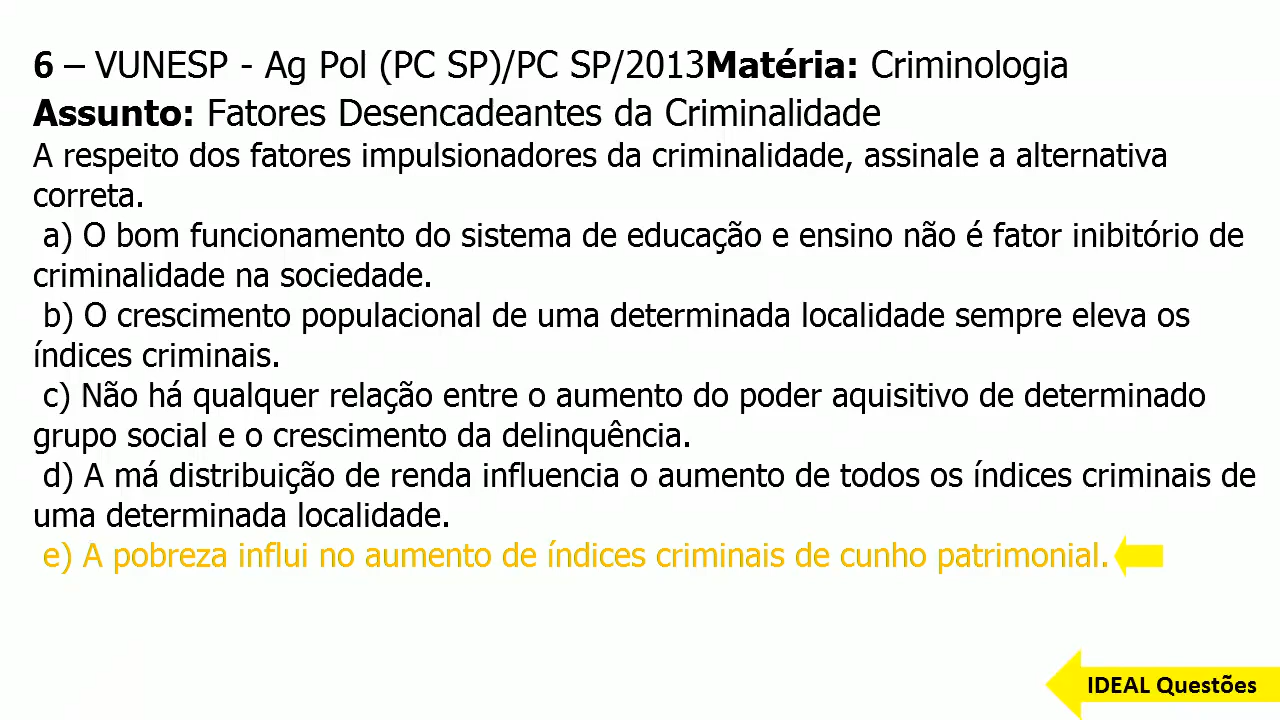 6 – VUNESP - Ag Pol (PC SP)/PC SP/2013Matéria: Criminologia
Assunto: Fatores Desencadeantes da Criminalidade
A respeito dos fatores impulsionadores da criminalidade, assinale a alternativa
correta.
a) O bom funcionamento do sistema de educação e ensino não é fator inibitório de
criminalidade na sociedade.
b) O crescimento populacional de uma determinada localidade sempre eleva os
índices criminais.
c) Não há qualquer relação entre o aumento do poder aquisitivo de determinado
grupo social e o crescimento da delinquência.
d) A má distribuição de renda influencia o aumento de todos os índices criminais de
uma determinada localidade.
e) A pobreza influi no aumento de índices criminais de cunho patrimonial.
IDEAL Questões